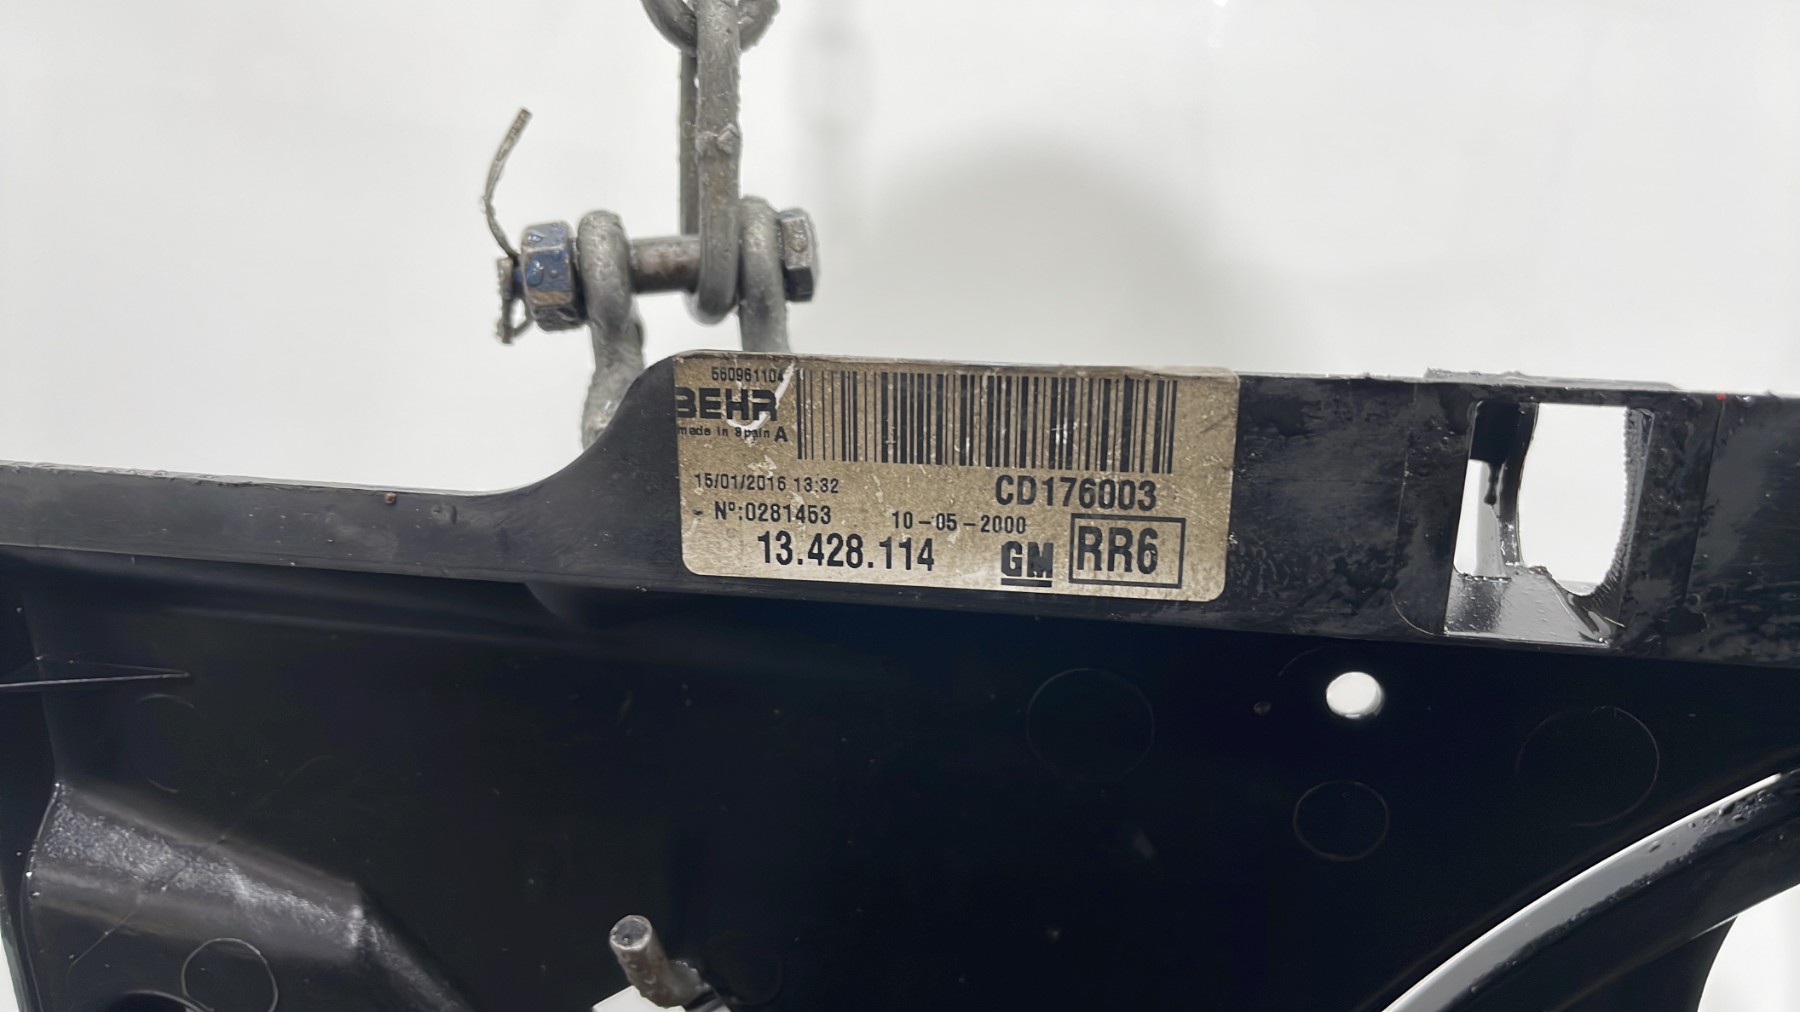 560961104
BEHR
made in Spain A
15/01/2016 13:32
CD176003
- Nº:0281453
10-05-2000
13.428.114
GM
RR6